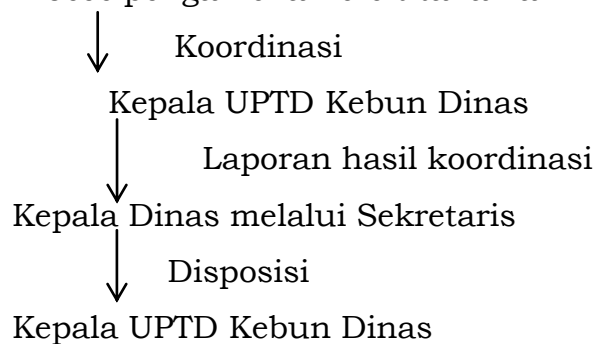 Koordinasi
Kepala UPTD Kebun Dinas
Laporan hasil koordinasi
Kepala Dinas melalui Sekretaris
Disposisi
Kepala UPTD Kebun Dinas